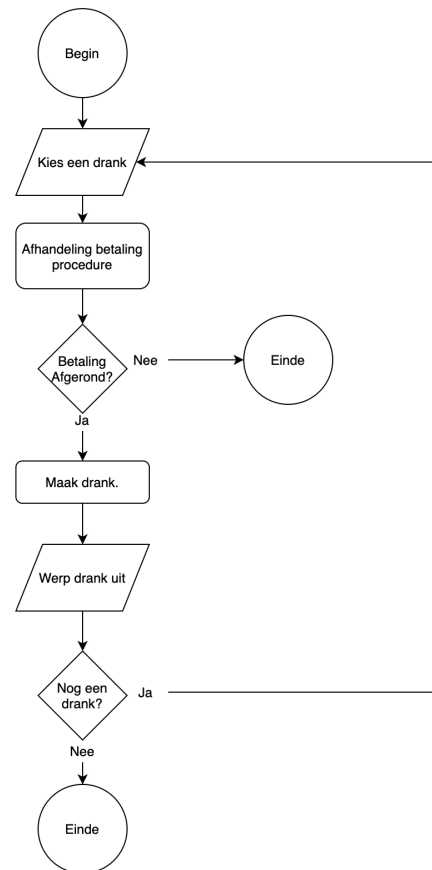 Begin
Kies een drank
Afhandeling betaling
procedure
Betaling
Afgerond?
Nee
Einde
Ja
Maak drank.
Werp drank uit
Nog een
drank?
Ja
Nee
Einde